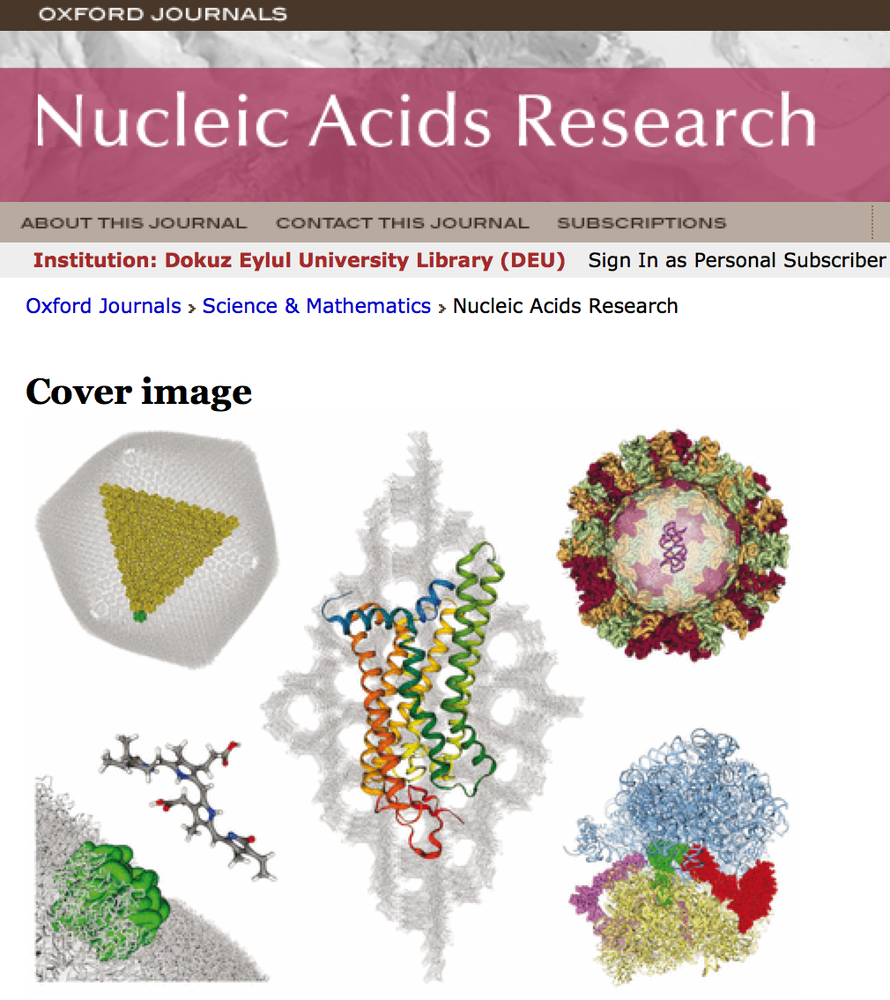 OXFORD JOURNALS
Nucleic Acids Research
ABOUT THIS JOURNAL CONTACT THIS JOURNAL SUBSCRIPTIONS
Institution: Dokuz Eylul University Library (DEU) Sign In as Personal Subscriber
Oxford Journals > Science & Mathematics > Nucleic Acids Research
Cover image